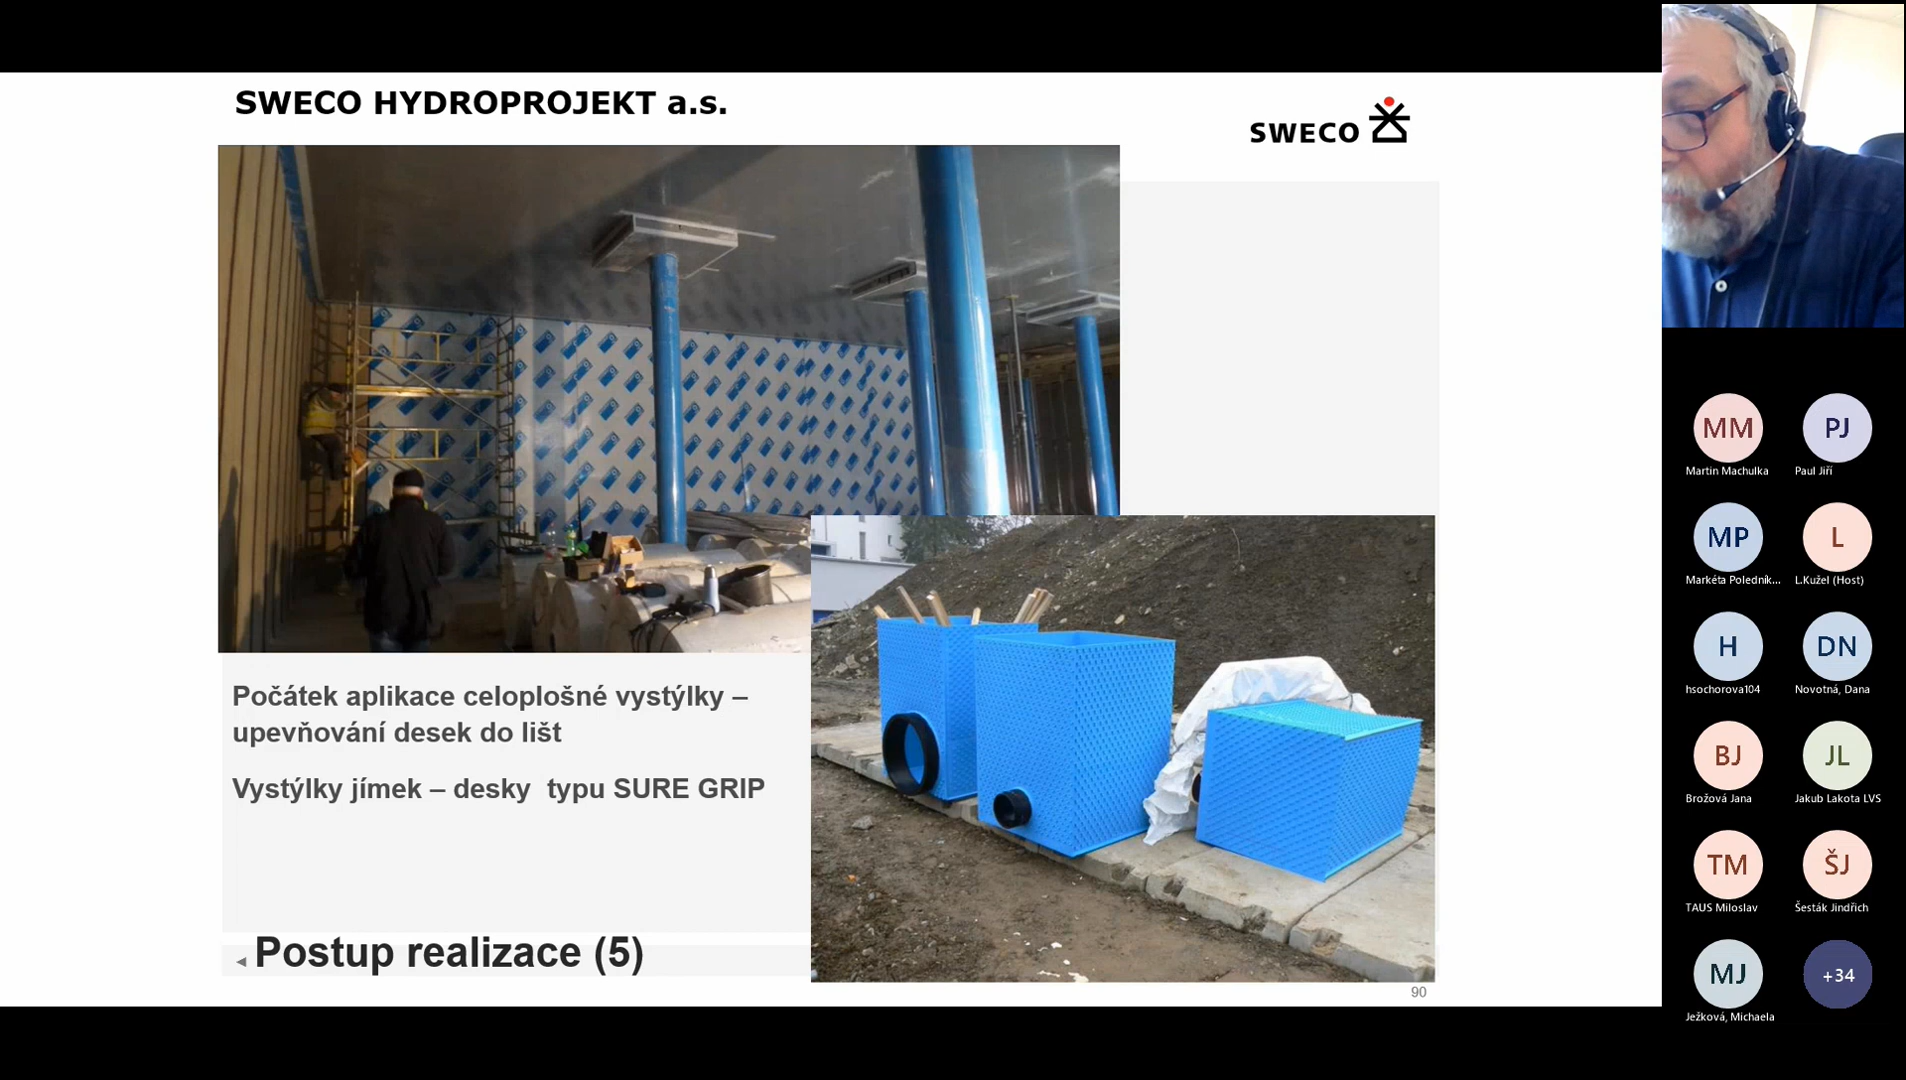 SWECO HYDROPROJEKT a.s.
SWECO
Počátek aplikace celoplošné vystýlky –
upevňování desek do lišt
Vystýlky jímek – desky  typu SURE GRIP
Postup realizace (5)
90
MM
Martin Machulka
PJ
Paul Jiří
MP
Markéta Poledník...
L
L.Kužel (Host)
H
hsochorova104
DN
Novotná, Dana
BJ
Brožová Jana
JL
Jakub Lakota LVS
TM
TAUS Miloslav
ŠJ
Šesták Jindřich
MJ
Ježková, Michaela
+34